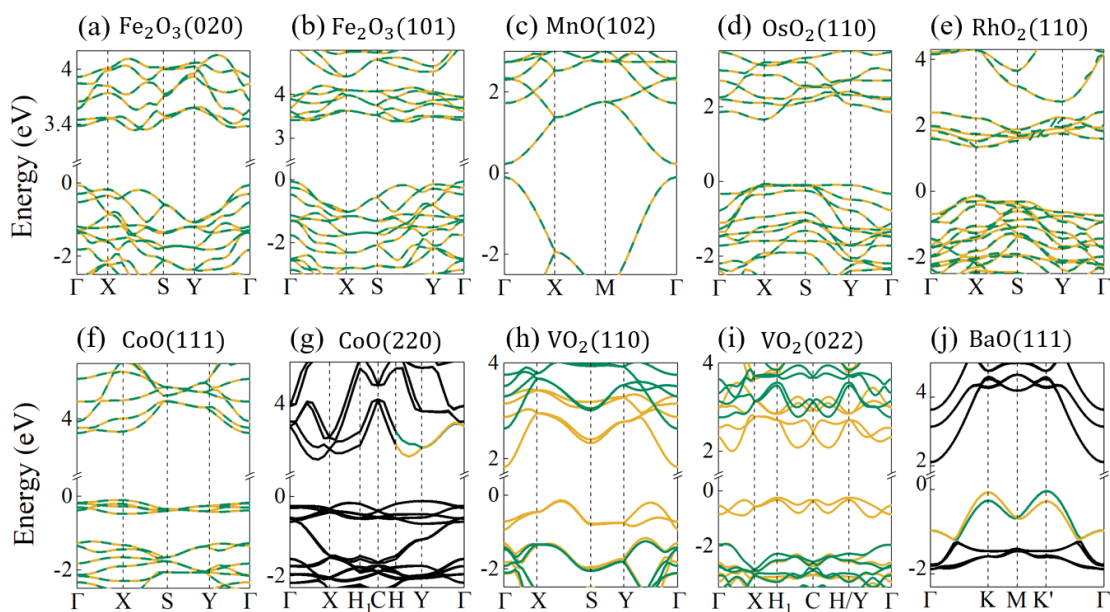 (a) Fe₂O₃(020)
(b) Fe₂O₃(101)
(c) MnO(102)
(d) OsO₂(110)
(e) RhO₂(110)
Energy (eV)
4
3.4
0
-2
Γ X S Y Γ
4
3
0
-2
Γ X S Y Γ
2
0
-2
Γ X M Γ
2
0
-2
Γ X S Y Γ
4
2
0
-2
Γ X S Y Γ
(f) CoO(111)
(g) CoO(220)
(h) VO₂(110)
(i) VO₂(022)
(j) BaO(111)
Energy (eV)
4
0
-2
Γ X S Y Γ
4
0
-2
Γ X H₁ C H Y Γ
4
2
0
-2
Γ X S Y Γ
4
2
0
-2
Γ X H₁ C H/Y Γ
4
2
0
-2
Γ K M K' Γ